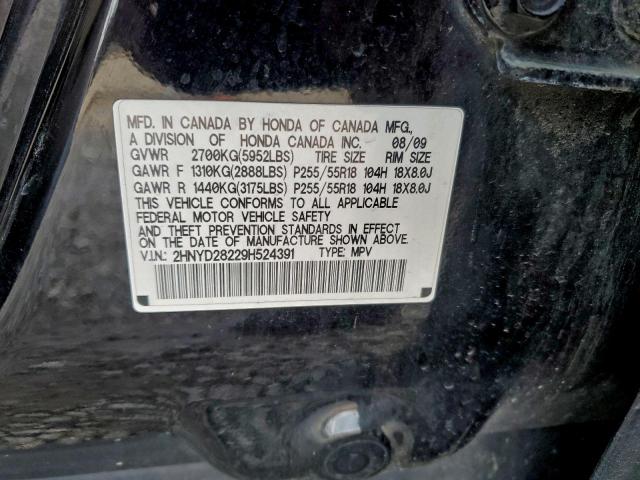 MFD. IN CANADA BY HONDA OF CANADA MFG.,
A DIVISION OF HONDA CANADA INC. 08/09
GVWR 2700KG(5952LBS) TIRE SIZE RIM SIZE
GAWR F 1310KG(2888LBS) P255/55R18 104H 18X8.0J
GAWR R 1440KG(3175LBS) P255/55R18 104H 18X8.0J
THIS VEHICLE CONFORMS TO ALL APPLICABLE
FEDERAL MOTOR VEHICLE SAFETY
AND THEFT PREVENTION STANDARDS IN EFFECT
ON THE DATE OF MANUFACTURE SHOWN ABOVE.
V.I.N.: 2HNYD28229H524391 TYPE: MPV